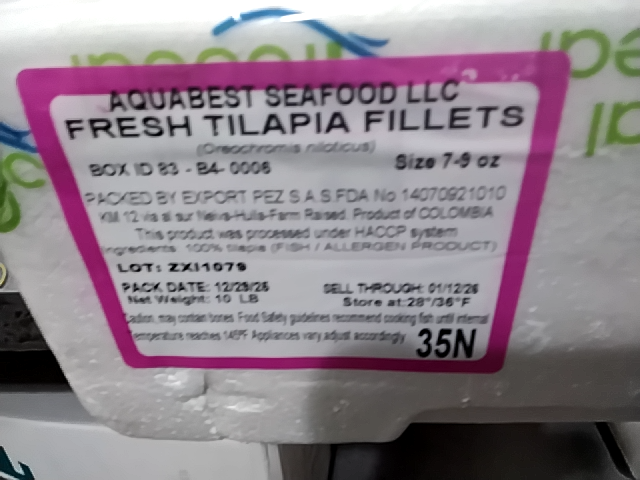 AQUABEST SEAFOOD LLC
FRESH TILAPIA FILLETS
(Oreochromis niloticus)
BOX ID 83 - B4- 0006 Size 7-9 oz
PACKED BY EXPORT PEZ S.A.S.FDA No 14070921010
KM 12 via al sur Neiva-Huila-Farm Raised. Product of COLOMBIA
This product was processed under HACCP system
Ingredients: 100% tilapia (FISH / ALLERGEN PRODUCT)
LOT: ZXI1079
PACK DATE: 12/29/25 SELL THROUGH: 01/12/26
Net Weight: 10 LB Store at:28°/36°F
Caution, may contain bones. Food Safety guidelines recommend cooking fish until internal
temperature reaches 145ºF Appliances vary adjust accordingly
35N